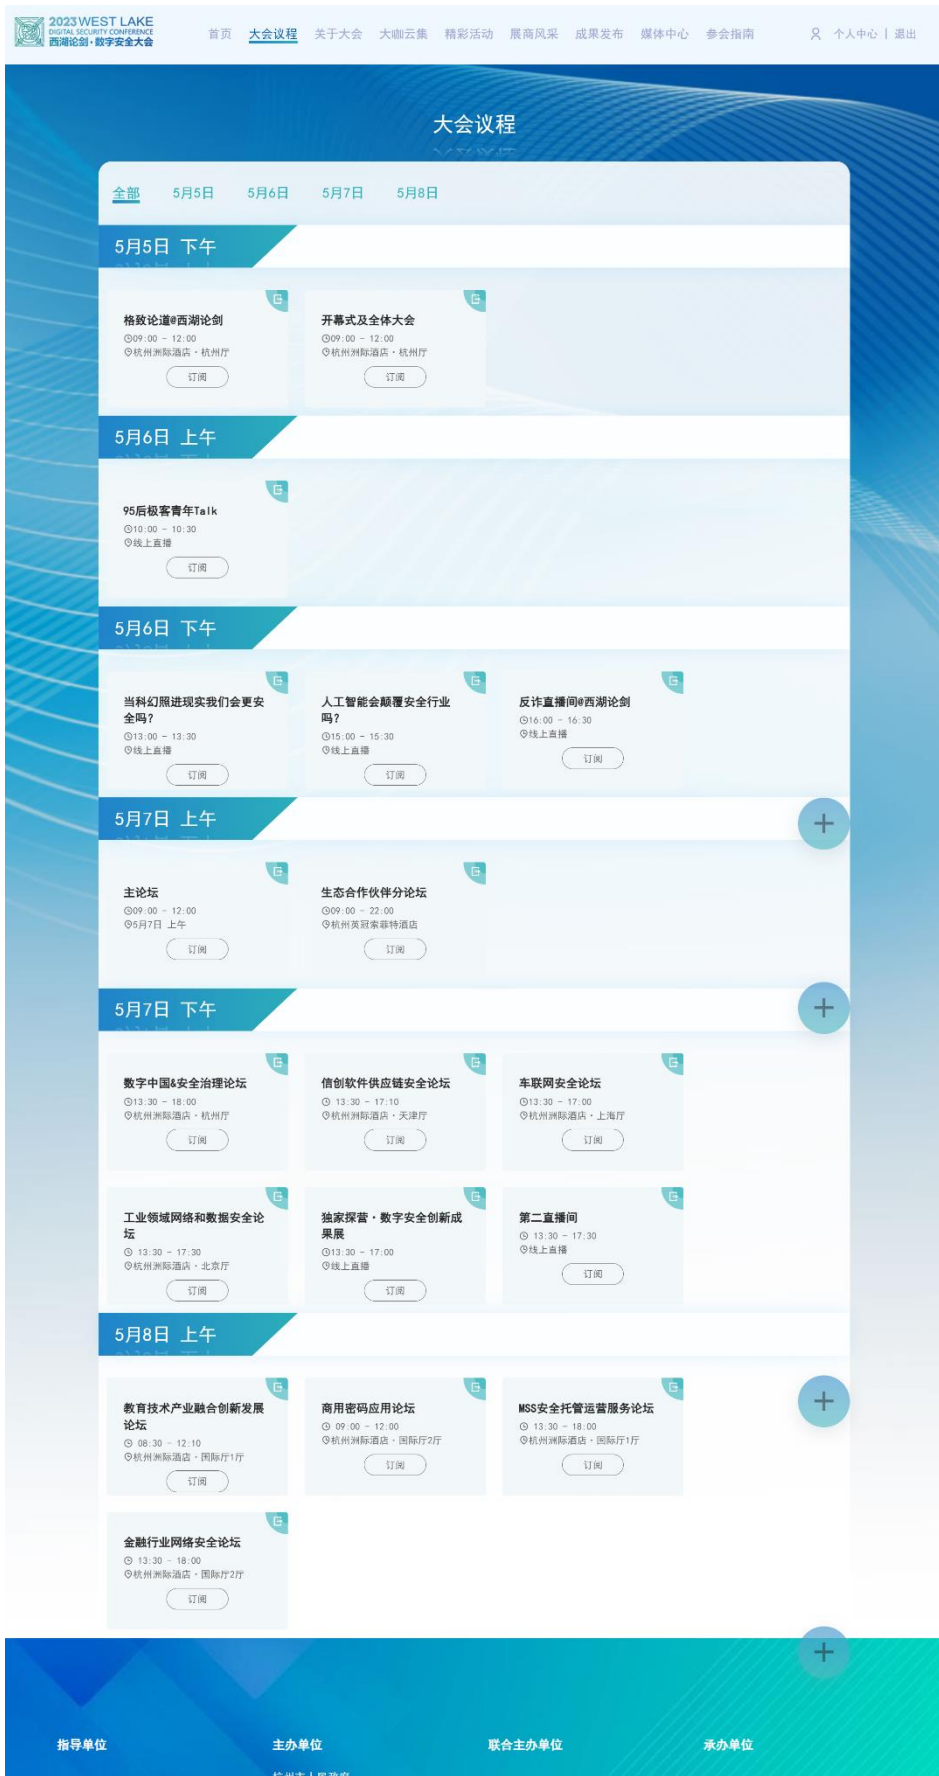 2023 WEST LAKE
DIGITAL SECURITY CONFERENCE
西湖论剑·数字安全大会
首页 大会议程 关于大会 大咖云集 精彩活动 展商风采 成果发布 媒体中心 参会指南 个人中心 | 退出
大会议程
全部 5月5日 5月6日 5月7日 5月8日
5月5日 下午
格致论道@西湖论剑
09:00 - 12:00
杭州洲际酒店·杭州厅
订阅
开幕式及全体大会
09:00 - 12:00
杭州洲际酒店·杭州厅
订阅
5月6日 上午
95后极客青年Talk
10:00 - 10:30
线上直播
订阅
5月6日 下午
当科幻照进现实我们会更安
全吗?
13:00 - 13:30
线上直播
订阅
人工智能会颠覆安全行业
吗?
15:00 - 15:30
线上直播
订阅
反诈直播间@西湖论剑
16:00 - 16:30
线上直播
订阅
5月7日 上午
主论坛
09:00 - 12:00
5月7日 上午
订阅
生态合作伙伴分论坛
09:00 - 22:00
杭州英冠索菲特酒店
订阅
5月7日 下午
数字中国&安全治理论坛
13:30 - 18:00
杭州洲际酒店·杭州厅
订阅
信创软件供应链安全论坛
13:30 - 17:10
杭州洲际酒店·天津厅
订阅
车联网安全论坛
13:30 - 17:00
杭州洲际酒店·上海厅
订阅
工业领域网络和数据安全论
坛
13:30 - 17:30
杭州洲际酒店·北京厅
订阅
独家探营·数字安全创新成
果展
13:30 - 17:00
线上直播
订阅
第二直播间
13:30 - 17:30
线上直播
订阅
5月8日 上午
教育技术产业融合创新发展
论坛
08:30 - 12:10
杭州洲际酒店·国际厅1厅
订阅
商用密码应用论坛
09:00 - 12:00
杭州洲际酒店·国际厅2厅
订阅
MSS安全托管运营服务论坛
13:30 - 18:00
杭州洲际酒店·国际厅1厅
订阅
金融行业网络安全论坛
13:30 - 18:00
杭州洲际酒店·国际厅2厅
订阅
指导单位 主办单位 联合主办单位 承办单位
杭州市人民政府